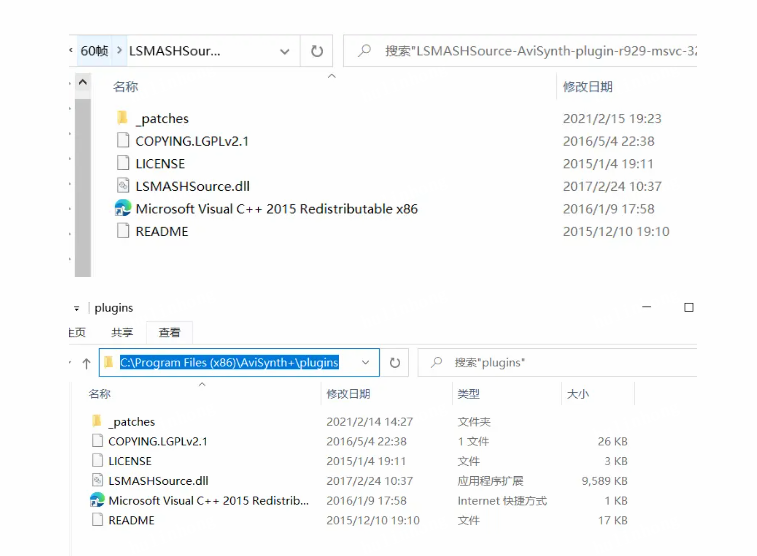 60帧 > LSMASHSour...
搜索"LSMASHSource-AviSynth-plugin-r929-msvc-32
名称 修改日期
_patches 2021/2/15 19:23
COPYING.LGPLv2.1 2016/5/4 22:38
LICENSE 2015/1/4 19:11
LSMASHSource.dll 2017/2/24 10:37
Microsoft Visual C++ 2015 Redistributable x86 2016/1/9 17:58
README 2015/12/10 19:10
plugins
主页 共享 查看
C:\Program Files (x86)\AviSynth+\plugins 搜索"plugins"
名称 修改日期 类型 大小
_patches 2021/2/14 14:27 文件夹
COPYING.LGPLv2.1 2016/5/4 22:38 1 文件 26 KB
LICENSE 2015/1/4 19:11 文件 3 KB
LSMASHSource.dll 2017/2/24 10:37 应用程序扩展 9,589 KB
Microsoft Visual C++ 2015 Redistrib... 2016/1/9 17:58 Internet 快捷方式 1 KB
README 2015/12/10 19:10 文件 17 KB